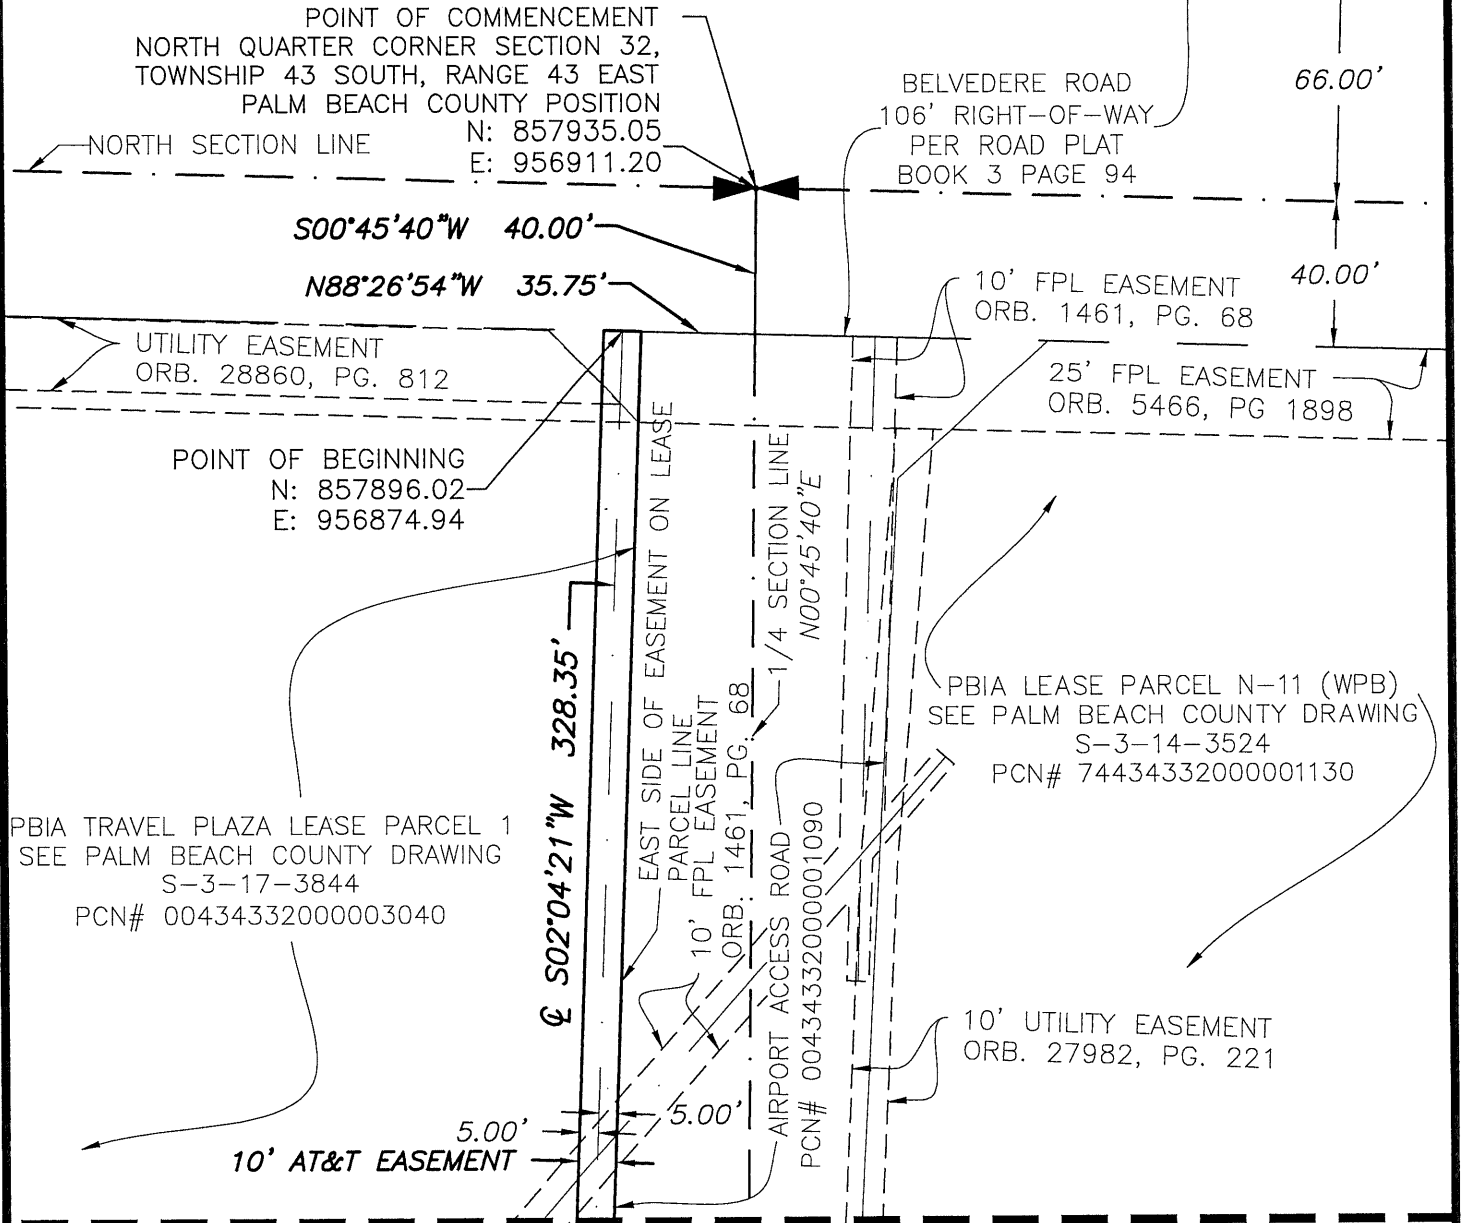 POINT OF COMMENCEMENT
NORTH QUARTER CORNER SECTION 32,
TOWNSHIP 43 SOUTH, RANGE 43 EAST
PALM BEACH COUNTY POSITION
N: 857935.05
E: 956911.20
NORTH SECTION LINE
BELVEDERE ROAD
106' RIGHT-OF-WAY
PER ROAD PLAT
BOOK 3 PAGE 94
66.00'
S00°45'40"W 40.00'
N88°26'54"W 35.75'
40.00'
10' FPL EASEMENT
ORB. 1461, PG. 68
UTILITY EASEMENT
ORB. 28860, PG. 812
25' FPL EASEMENT
ORB. 5466, PG 1898
POINT OF BEGINNING
N: 857896.02
E: 956874.94
EAST SIDE OF EASEMENT ON LEASE
PARCEL LINE
1/4 SECTION LINE
N00°45'40"E
10' FPL EASEMENT
ORB. 1461, PG. 68
℄ S02°04'21"W 328.35'
PBIA LEASE PARCEL N-11 (WPB)
SEE PALM BEACH COUNTY DRAWING
S-3-14-3524
PCN# 74434332000001130
PBIA TRAVEL PLAZA LEASE PARCEL 1
SEE PALM BEACH COUNTY DRAWING
S-3-17-3844
PCN# 00434332000003040
AIRPORT ACCESS ROAD
PCN# 00434332000001090
10' UTILITY EASEMENT
ORB. 27982, PG. 221
5.00'
5.00'
10' AT&T EASEMENT